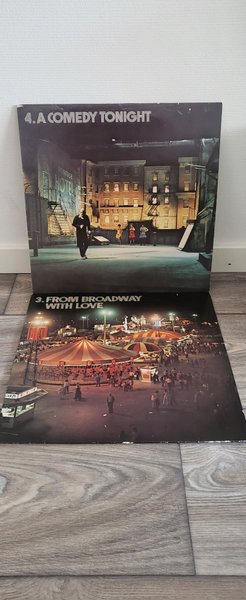 4. A COMEDY TONIGHT
3. FROM BROADWAY
WITH LOVE